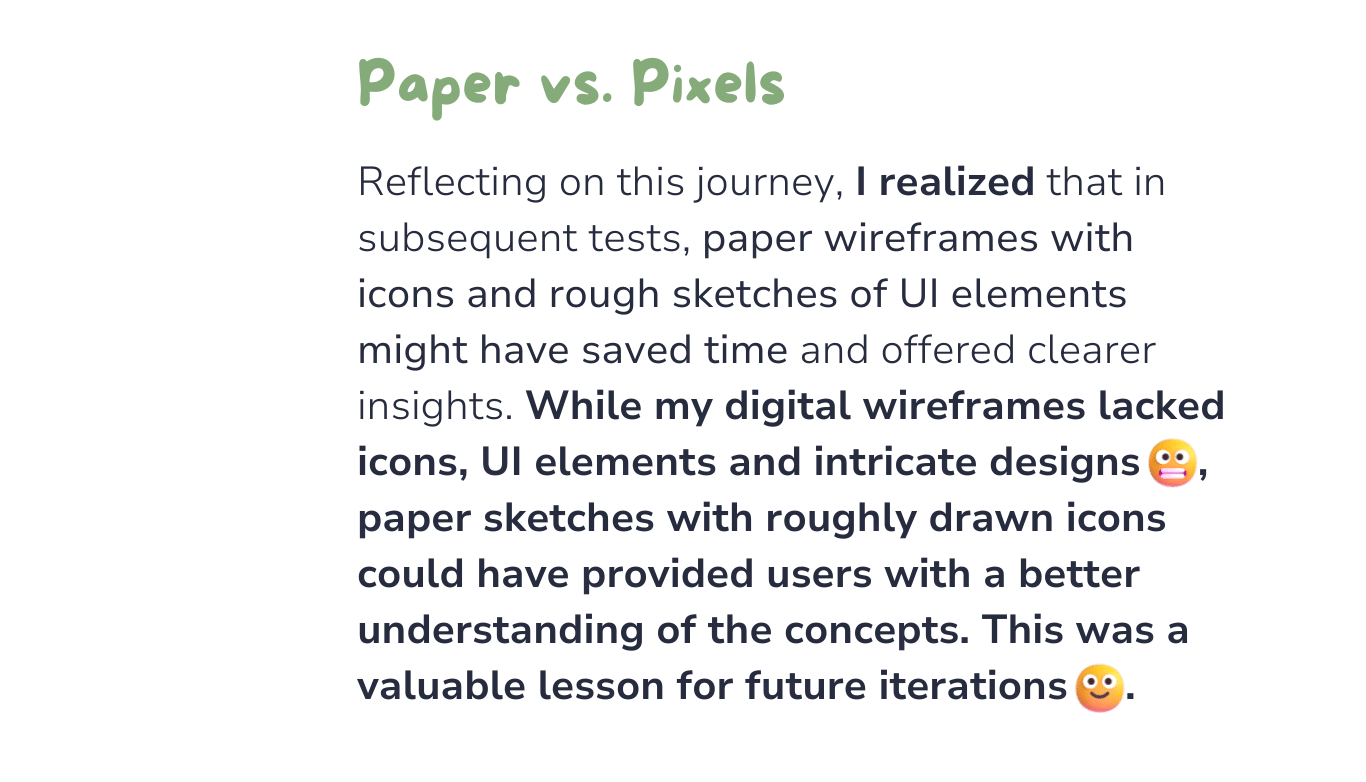 Paper vs. Pixels
Reflecting on this journey, I realized that in
subsequent tests, paper wireframes with
icons and rough sketches of UI elements
might have saved time and offered clearer
insights. While my digital wireframes lacked
icons, UI elements and intricate designs😬,
paper sketches with roughly drawn icons
could have provided users with a better
understanding of the concepts. This was a
valuable lesson for future iterations🙂.